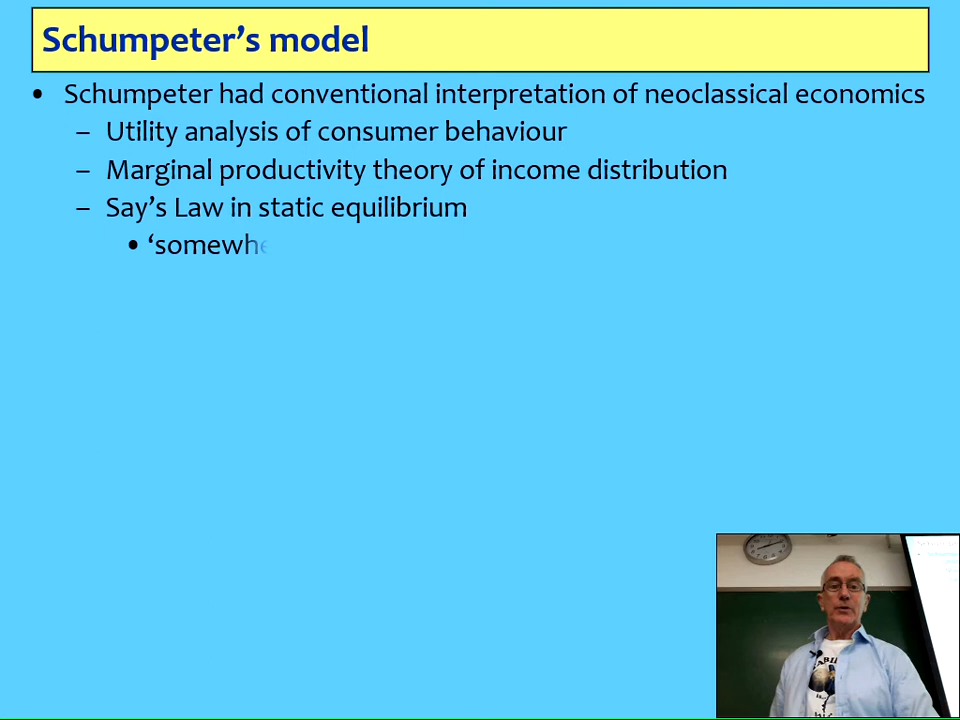 Schumpeter’s model
• Schumpeter had conventional interpretation of neoclassical economics
– Utility analysis of consumer behaviour
– Marginal productivity theory of income distribution
– Say’s Law in static equilibrium
• ‘somewhe